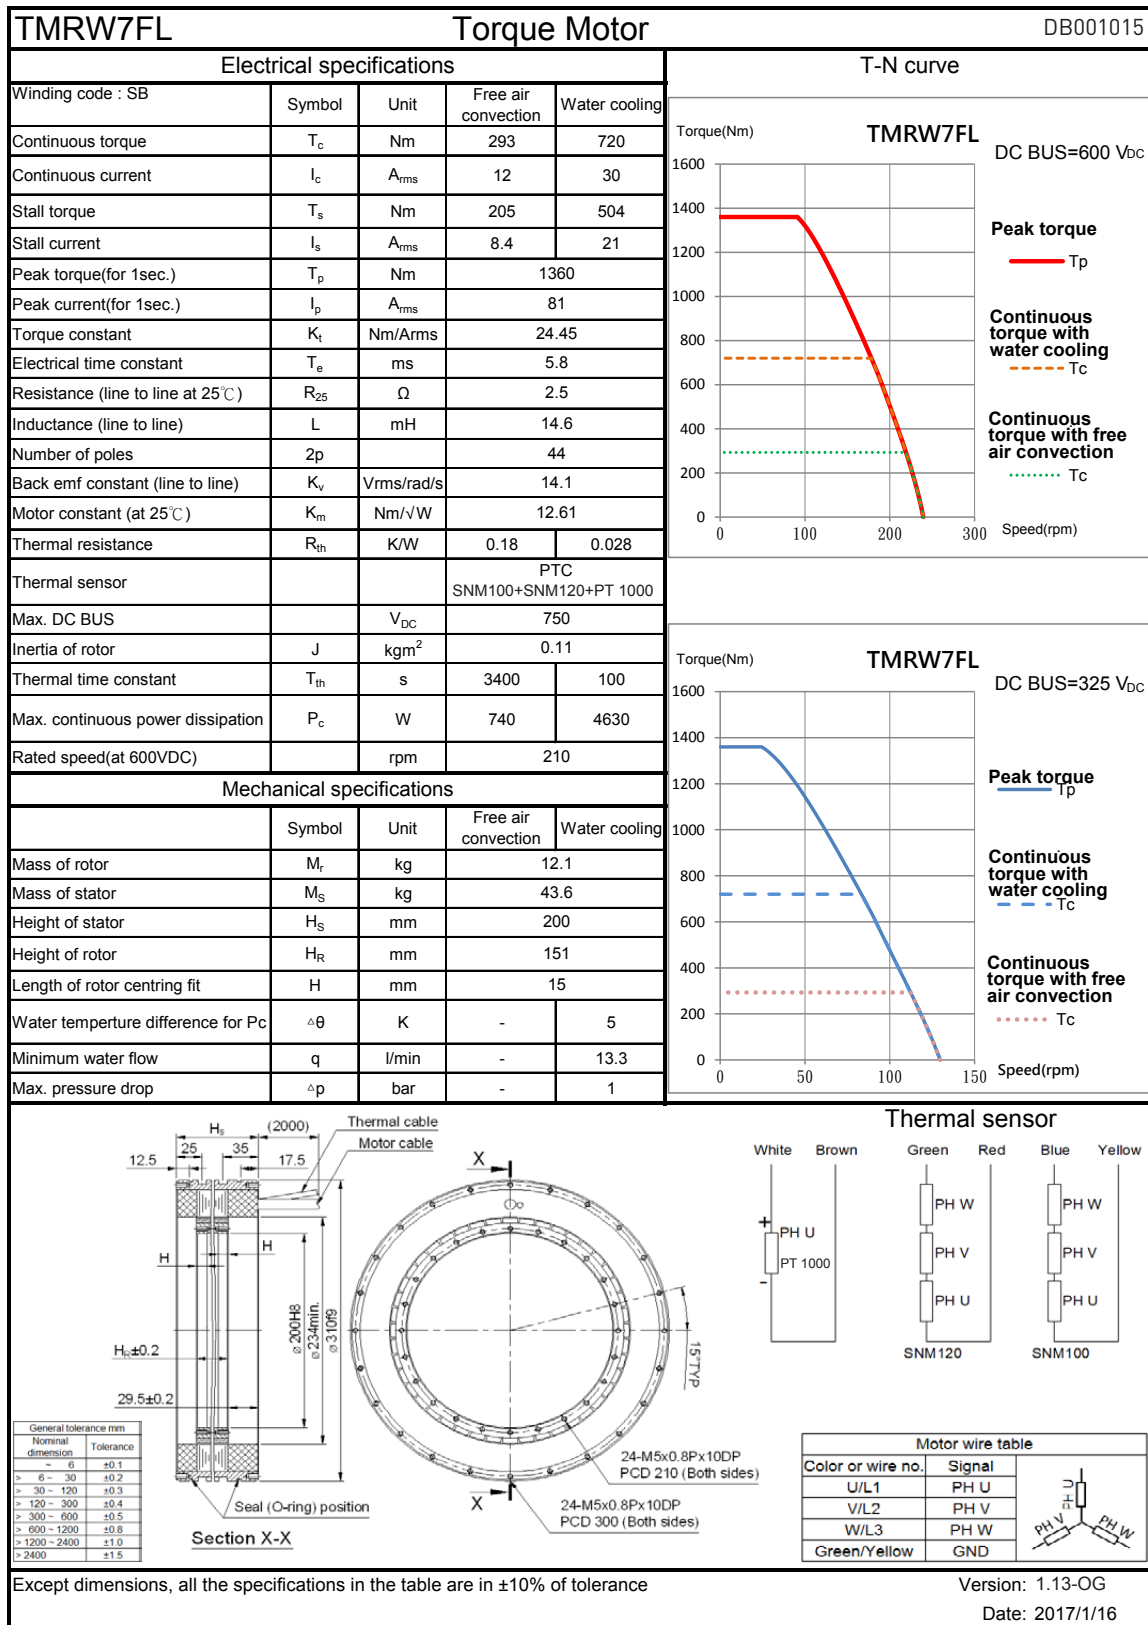 TMRW7FL Torque Motor DB001015
Electrical specifications
Winding code : SB Symbol Unit Free air convection Water cooling
Continuous torque Tc Nm 293 720
Continuous current Ic Arms 12 30
Stall torque Ts Nm 205 504
Stall current Is Arms 8.4 21
Peak torque(for 1sec.) Tp Nm 1360
Peak current(for 1sec.) Ip Arms 81
Torque constant Kt Nm/Arms 24.45
Electrical time constant Te ms 5.8
Resistance (line to line at 25℃) R25 Ω 2.5
Inductance (line to line) L mH 14.6
Number of poles 2p 44
Back emf constant (line to line) Kv Vrms/rad/s 14.1
Motor constant (at 25℃) Km Nm/√W 12.61
Thermal resistance Rth K/W 0.18 0.028
Thermal sensor PTC SNM100+SNM120+PT 1000
Max. DC BUS VDC 750
Inertia of rotor J kgm² 0.11
Thermal time constant Tth s 3400 100
Max. continuous power dissipation Pc W 740 4630
Rated speed(at 600VDC) rpm 210
Mechanical specifications
Symbol Unit Free air convection Water cooling
Mass of rotor Mr kg 12.1
Mass of stator MS kg 43.6
Height of stator HS mm 200
Height of rotor HR mm 151
Length of rotor centring fit H mm 15
Water temperture difference for Pc △θ K - 5
Minimum water flow q l/min - 13.3
Max. pressure drop △p bar - 1
T-N curve
Torque(Nm) TMRW7FL
DC BUS=600 VDC
1600
1400
1200
1000
800
600
400
200
0
0 100 200 300 Speed(rpm)
Peak torque
Tp
Continuous
torque with
water cooling
Tc
Continuous
torque with free
air convection
Tc
Torque(Nm) TMRW7FL
DC BUS=325 VDC
1600
1400
1200
1000
800
600
400
200
0
0 50 100 150 Speed(rpm)
Peak torque
Tp
Continuous
torque with
water cooling
Tc
Continuous
torque with free
air convection
Tc
Hs (2000) Thermal cable
Motor cable
25 35
12.5 17.5
H H
HR±0.2
29.5±0.2
⌀200H8
⌀234min.
⌀310f9
Seal (O-ring) position
Section X-X
X
X
15°TYP
24-M5x0.8Px10DP
PCD 210 (Both sides)
24-M5x0.8Px10DP
PCD 300 (Both sides)
General tolerance mm
Nominal dimension Tolerance
~ 6 ±0.1
> 6 ~ 30 ±0.2
> 30 ~ 120 ±0.3
> 120 ~ 300 ±0.4
> 300 ~ 600 ±0.5
> 600 ~ 1200 ±0.8
> 1200 ~ 2400 ±1.0
> 2400 ±1.5
Thermal sensor
White Brown Green Red Blue Yellow
+
PH U
PT 1000
-
PH W
PH V
PH U
SNM120
PH W
PH V
PH U
SNM100
Motor wire table
Color or wire no. Signal
U/L1 PH U
V/L2 PH V
W/L3 PH W
Green/Yellow GND
PH U
PH V
PH W
Except dimensions, all the specifications in the table are in ±10% of tolerance
Version: 1.13-OG
Date: 2017/1/16